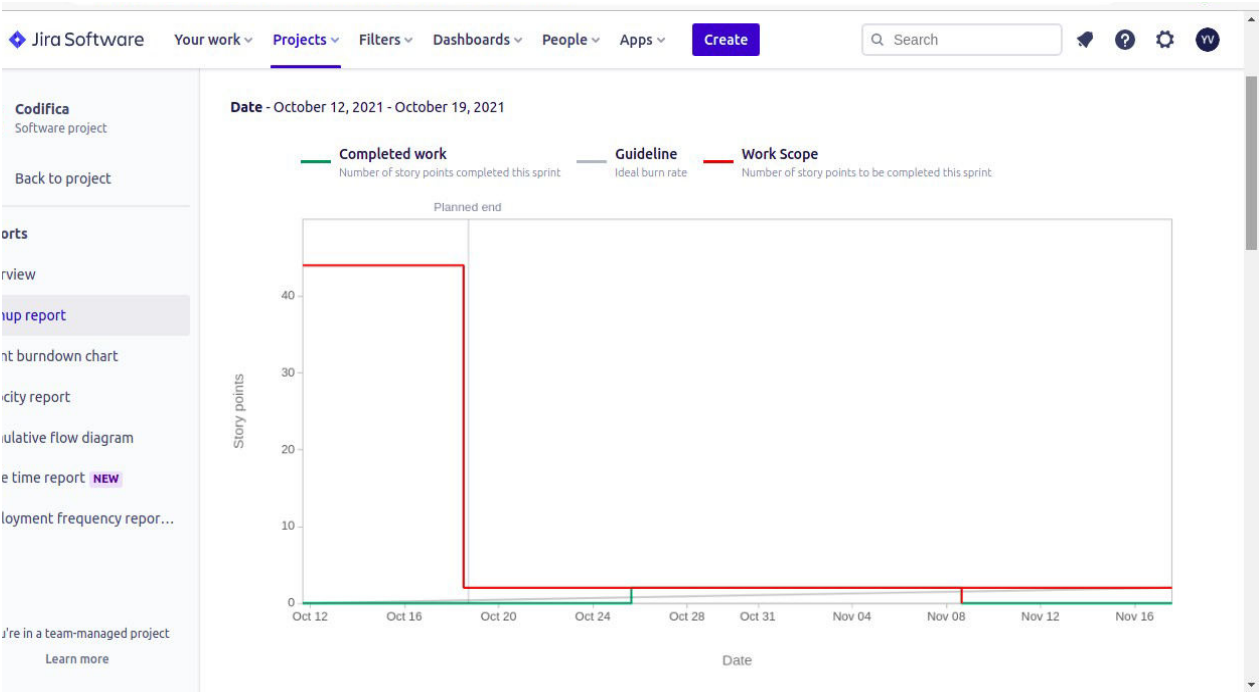 Jira Software Your work Projects Filters Dashboards People Apps Create Search YV
Codifica
Software project
Back to project
orts
rview
nup report
nt burndown chart
city report
ulative flow diagram
e time report NEW
loyment frequency repor...
u're in a team-managed project
Learn more
Date - October 12, 2021 - October 19, 2021
Completed work
Number of story points completed this sprint
Guideline
Ideal burn rate
Work Scope
Number of story points to be completed this sprint
Planned end
Story points
40
30
20
10
0
Oct 12 Oct 16 Oct 20 Oct 24 Oct 28 Oct 31 Nov 04 Nov 08 Nov 12 Nov 16
Date